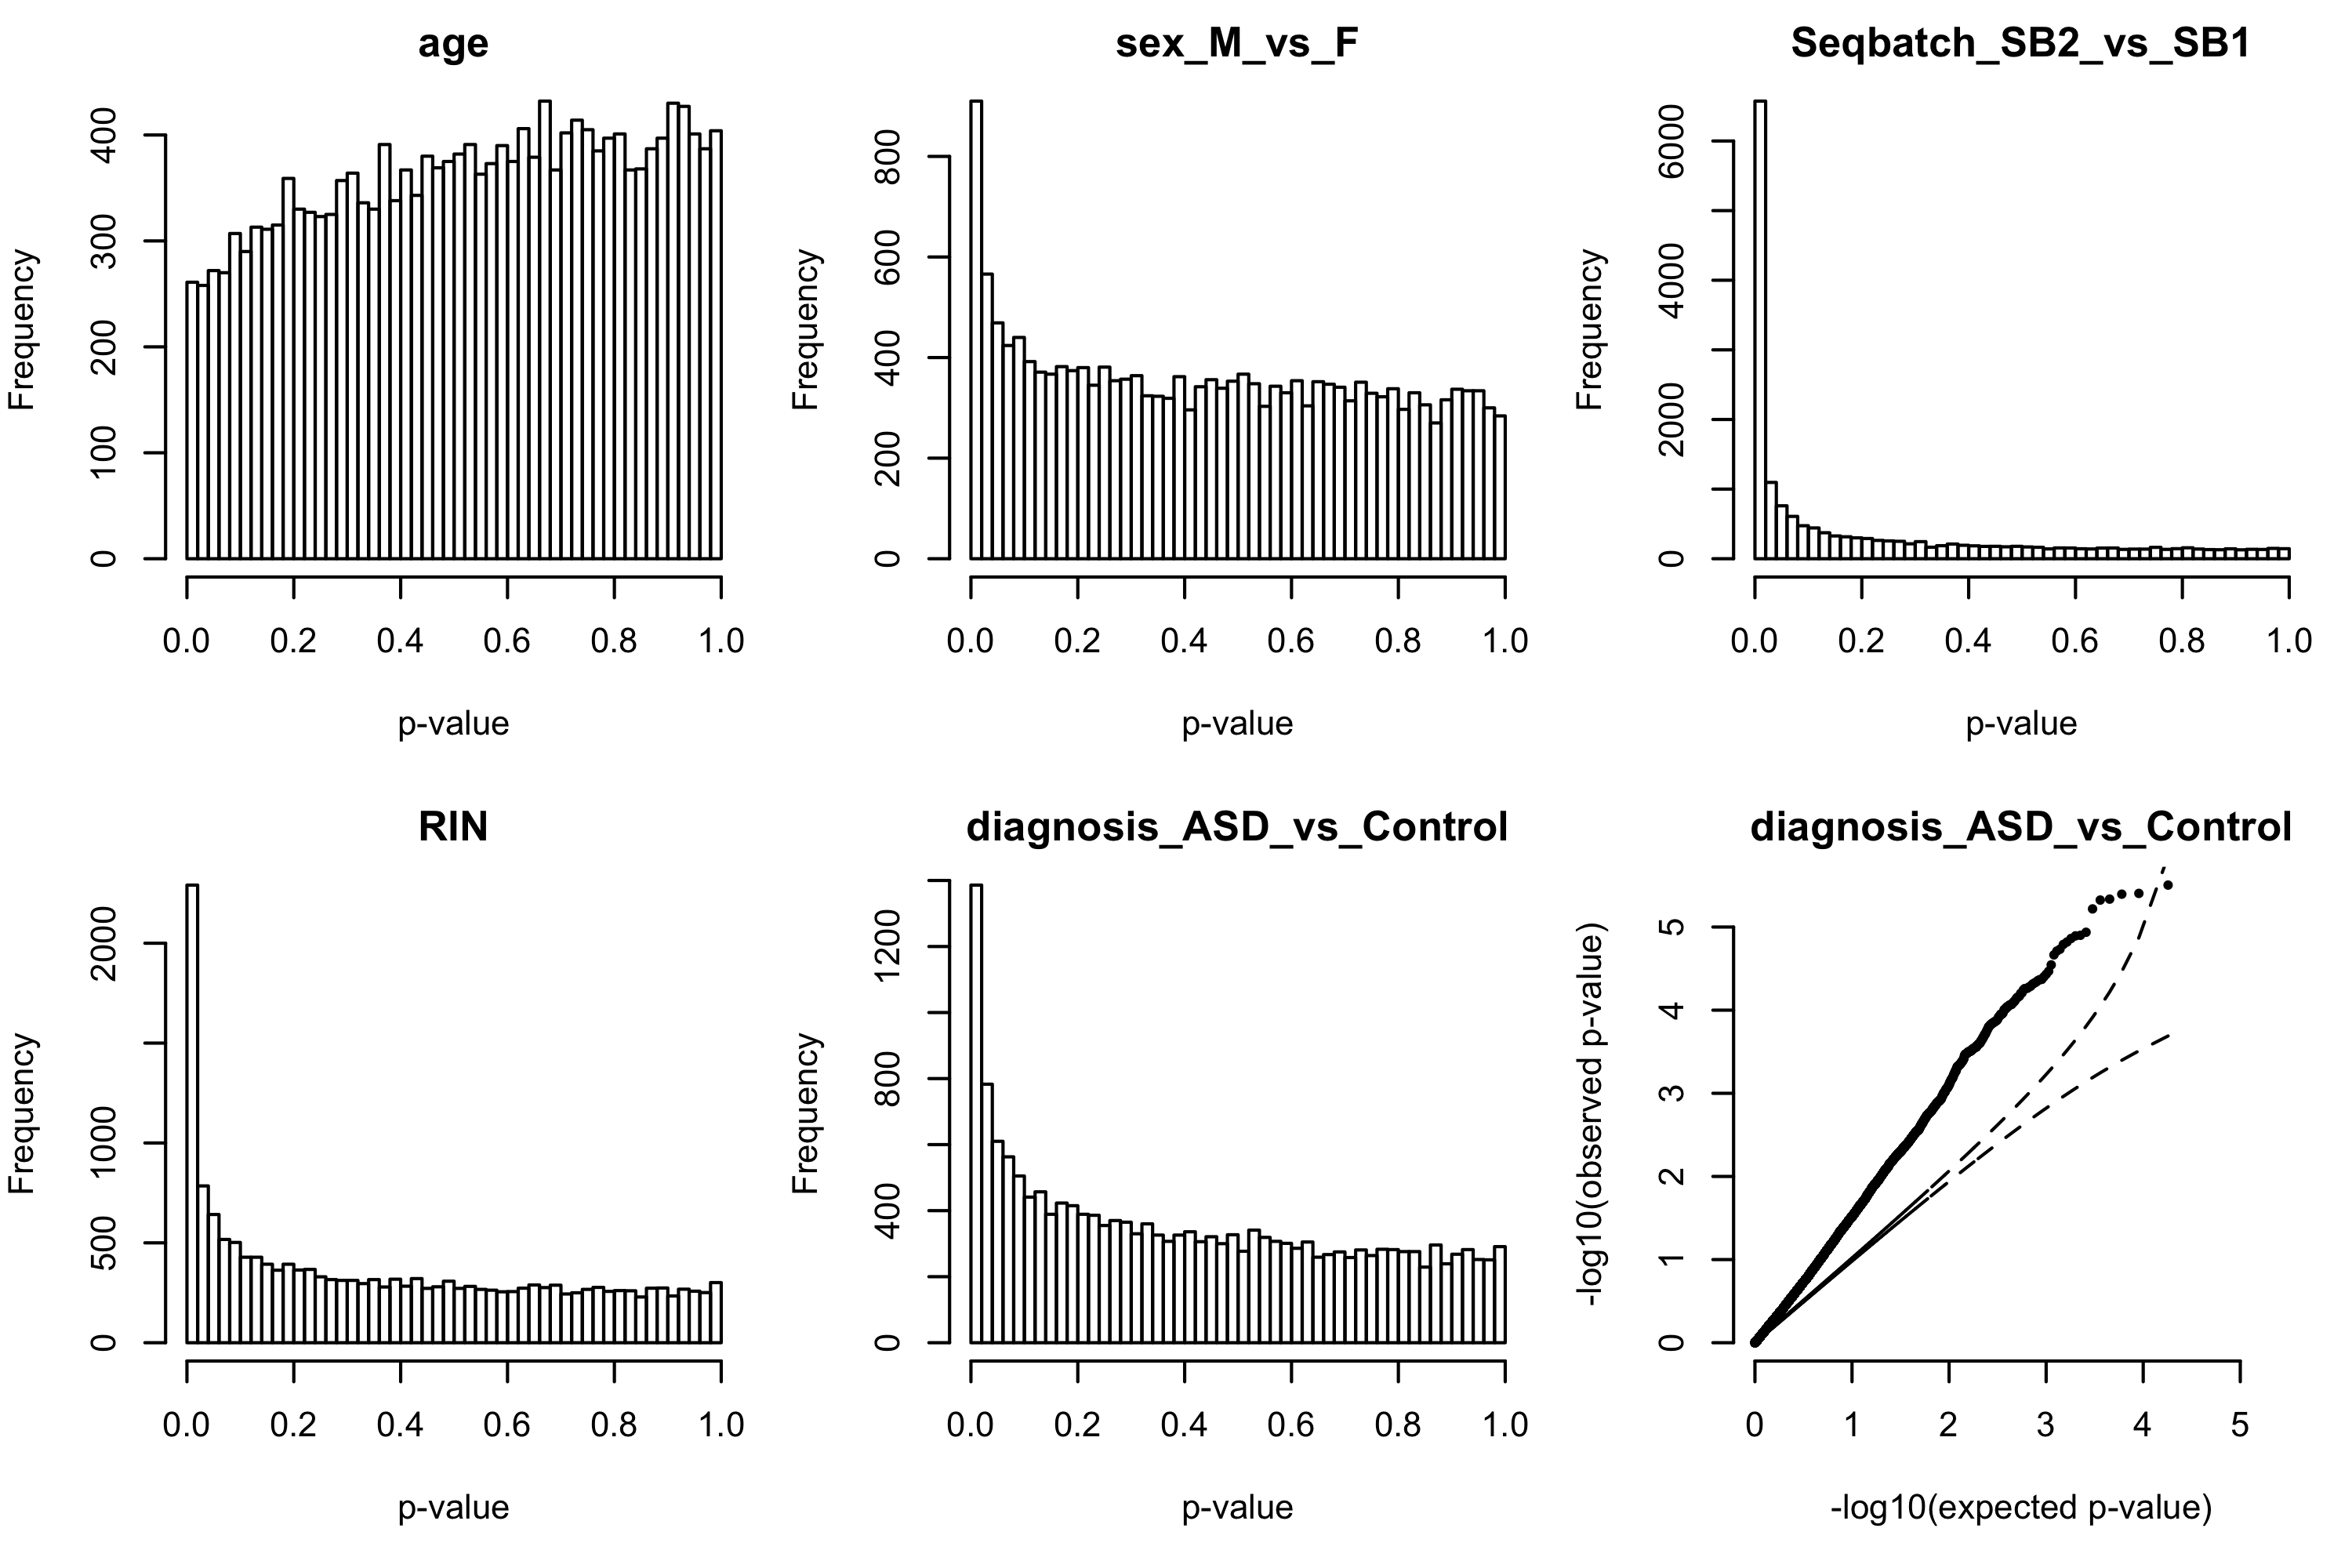 age
Frequency
0 100 200 300 400
0.0 0.2 0.4 0.6 0.8 1.0
p-value
sex_M_vs_F
Frequency
0 200 400 600 800
0.0 0.2 0.4 0.6 0.8 1.0
p-value
Seqbatch_SB2_vs_SB1
Frequency
0 2000 4000 6000
0.0 0.2 0.4 0.6 0.8 1.0
p-value
RIN
Frequency
0 500 1000 2000
0.0 0.2 0.4 0.6 0.8 1.0
p-value
diagnosis_ASD_vs_Control
Frequency
0 400 800 1200
0.0 0.2 0.4 0.6 0.8 1.0
p-value
diagnosis_ASD_vs_Control
-log10(observed p-value)
0 1 2 3 4 5
0 1 2 3 4 5
-log10(expected p-value)